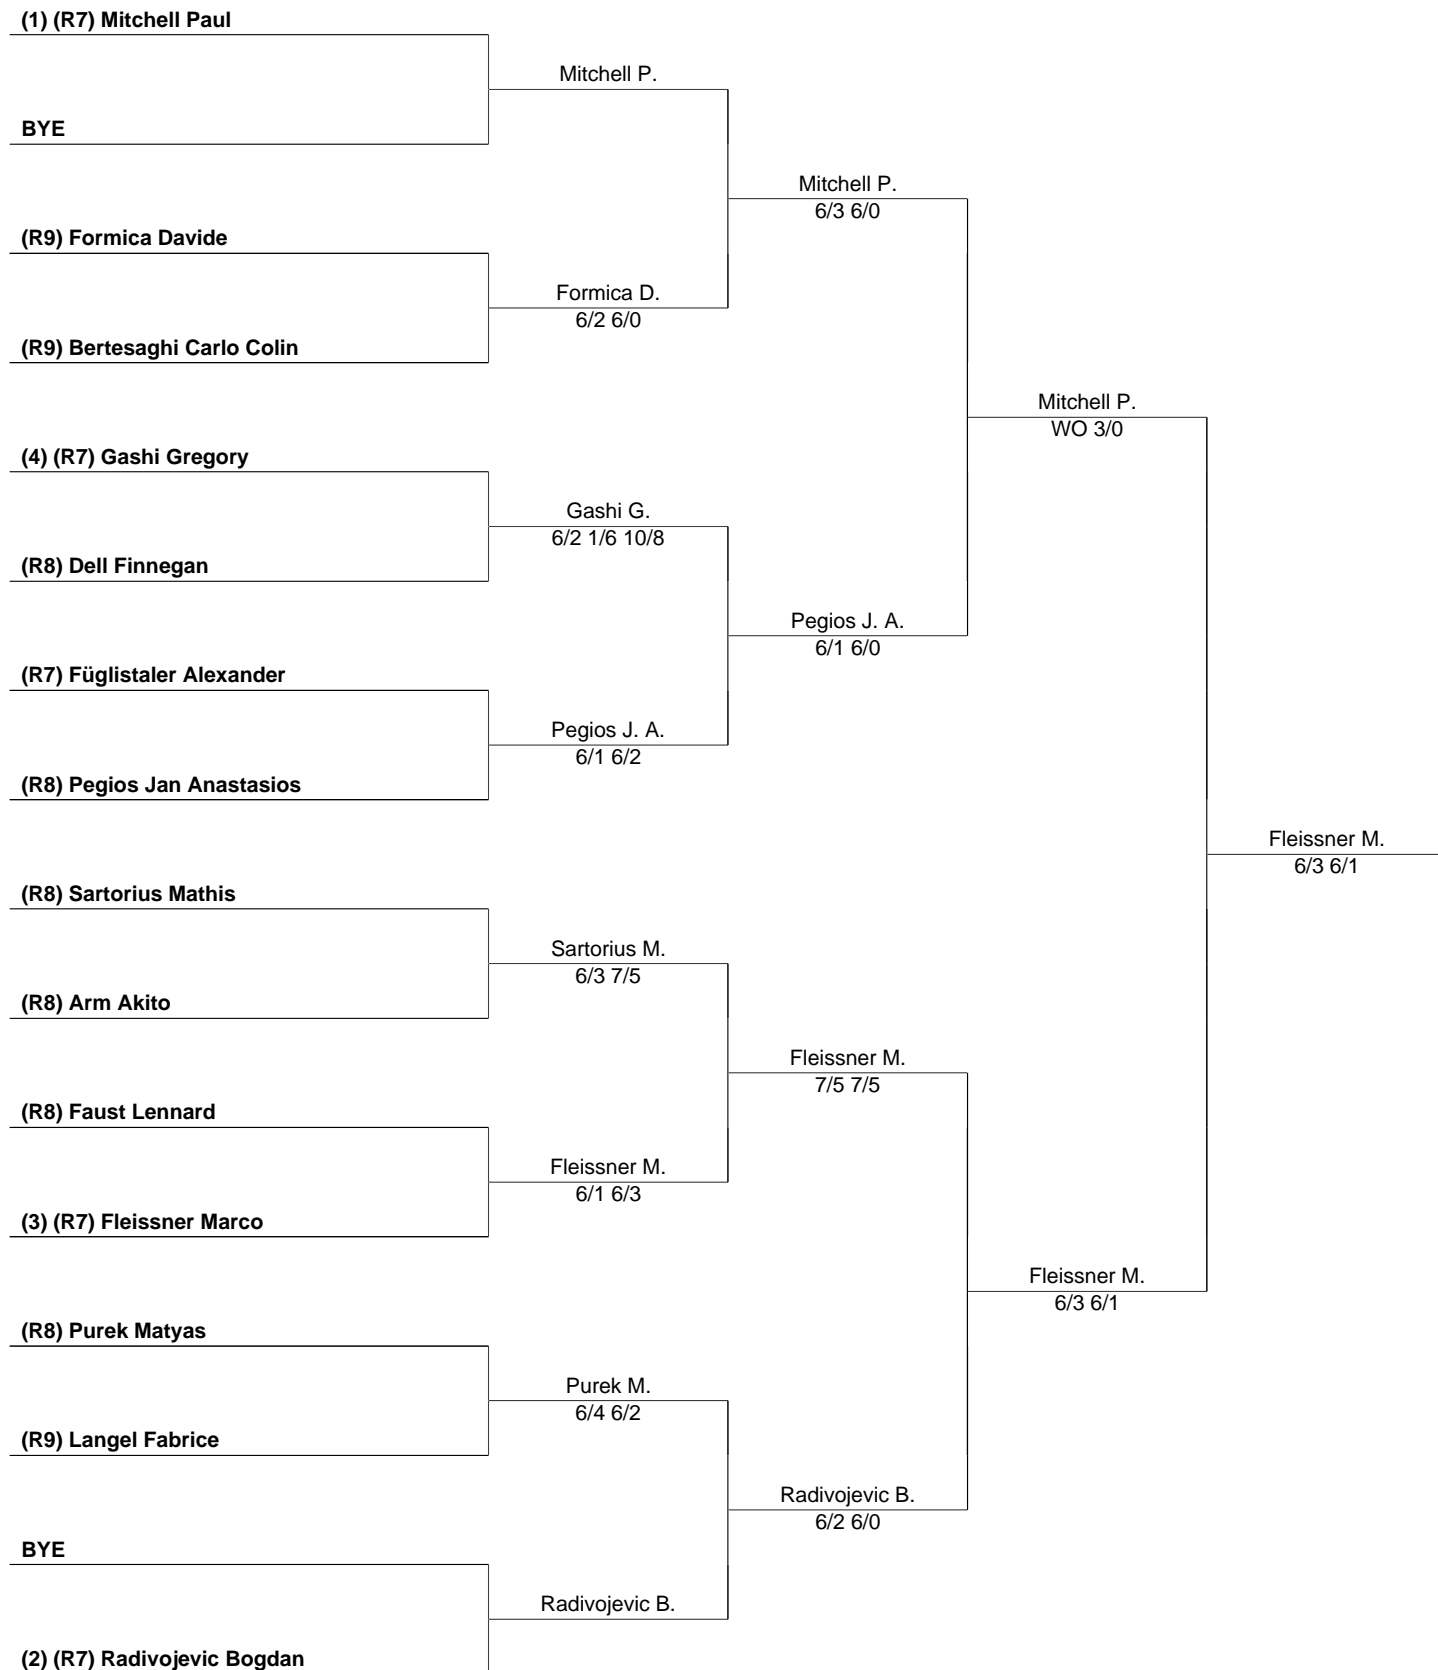 (1) (R7) Mitchell Paul
Mitchell P.
BYE
Mitchell P.
6/3 6/0
(R9) Formica Davide
Formica D.
6/2 6/0
(R9) Bertesaghi Carlo Colin
Mitchell P.
WO 3/0
(4) (R7) Gashi Gregory
Gashi G.
6/2 1/6 10/8
(R8) Dell Finnegan
Pegios J. A.
6/1 6/0
(R7) Füglistaler Alexander
Pegios J. A.
6/1 6/2
(R8) Pegios Jan Anastasios
Fleissner M.
6/3 6/1
(R8) Sartorius Mathis
Sartorius M.
6/3 7/5
(R8) Arm Akito
Fleissner M.
7/5 7/5
(R8) Faust Lennard
Fleissner M.
6/1 6/3
(3) (R7) Fleissner Marco
Fleissner M.
6/3 6/1
(R8) Purek Matyas
Purek M.
6/4 6/2
(R9) Langel Fabrice
Radivojevic B.
6/2 6/0
BYE
Radivojevic B.
(2) (R7) Radivojevic Bogdan